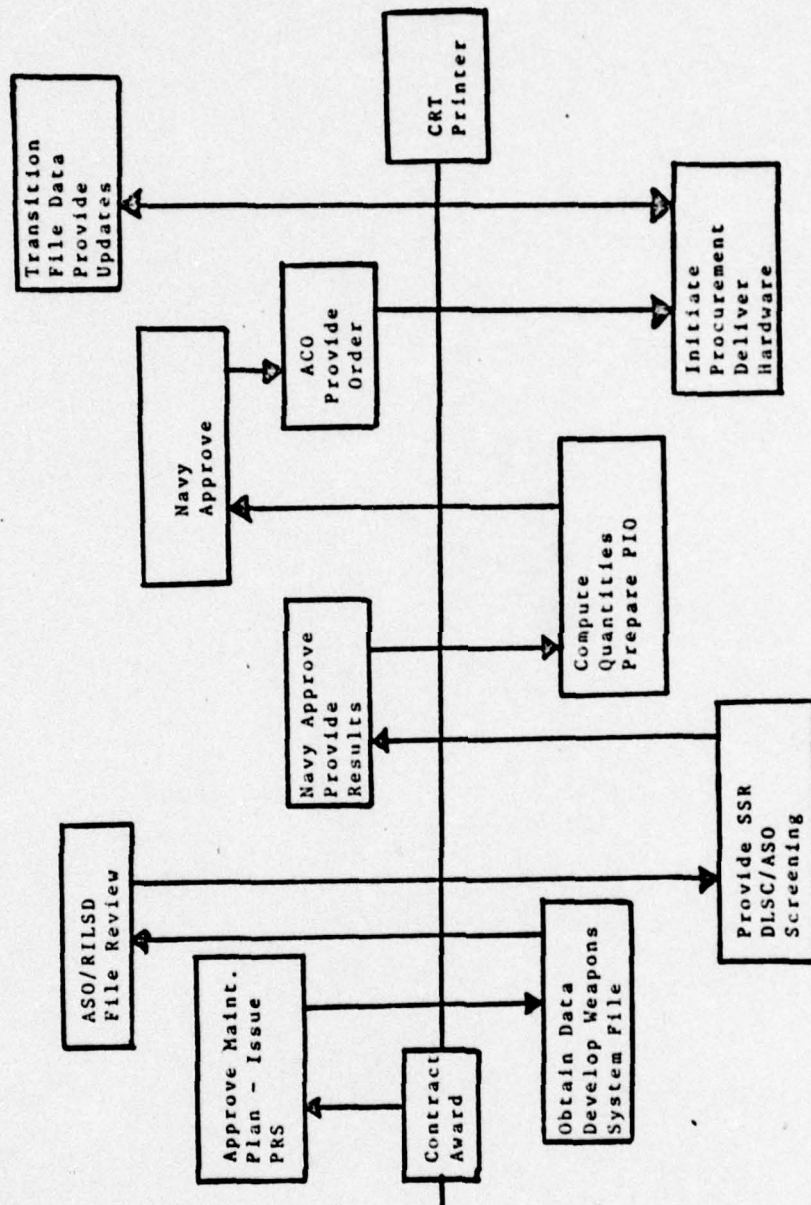 Contract
Award
Approve Maint.
Plan - Issue
PRS
Obtain Data
Develop Weapons
System File
ASO/RILSD
File Review
Provide SSR
DLSC/ASO
Screening
Navy Approve
Provide
Results
Compute
Quantities
Prepare PIO
Navy
Approve
ACO
Provide
Order
Initiate
Procurement
Deliver
Hardware
Transition
File Data
Provide
Updates
CRT
Printer